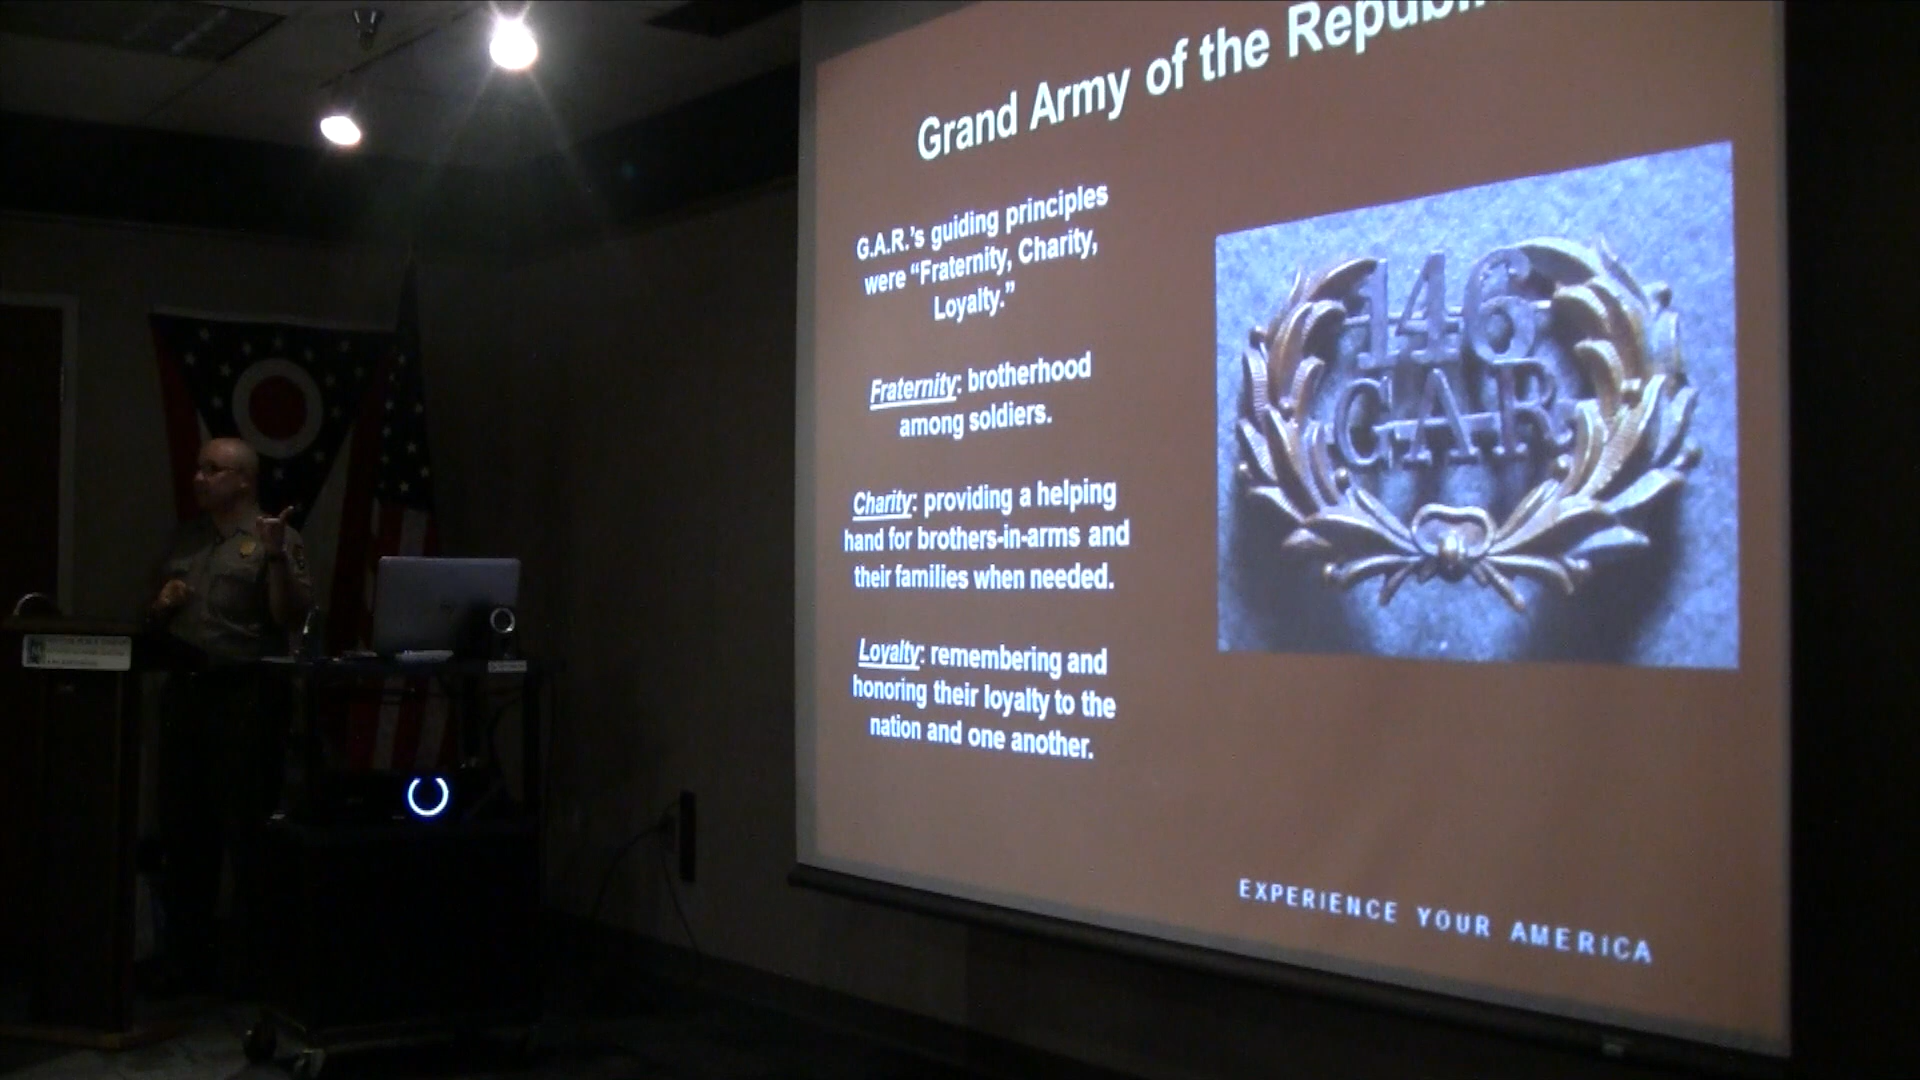 Grand Army of the Republi
G.A.R.’s guiding principles
were “Fraternity, Charity,
Loyalty.”
Fraternity: brotherhood
among soldiers.
Charity: providing a helping
hand for brothers-in-arms and
their families when needed.
Loyalty: remembering and
honoring their loyalty to the
nation and one another.
146
GAR
EXPERIENCE YOUR AMERICA